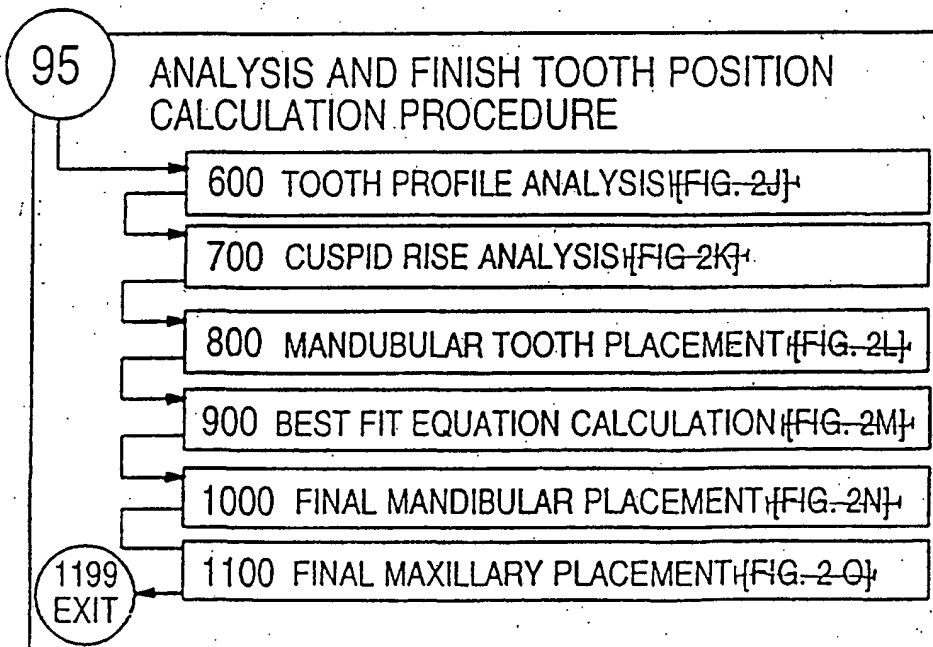 95
ANALYSIS AND FINISH TOOTH POSITION
CALCULATION PROCEDURE
600 TOOTH PROFILE ANALYSIS [FIG. 2J]
700 CUSPID RISE ANALYSIS [FIG 2K]
800 MANDUBULAR TOOTH PLACEMENT [FIG. 2L]
900 BEST FIT EQUATION CALCULATION [FIG. 2M]
1000 FINAL MANDIBULAR PLACEMENT [FIG. 2N]
1100 FINAL MAXILLARY PLACEMENT [FIG. 2 O]
1199
EXIT